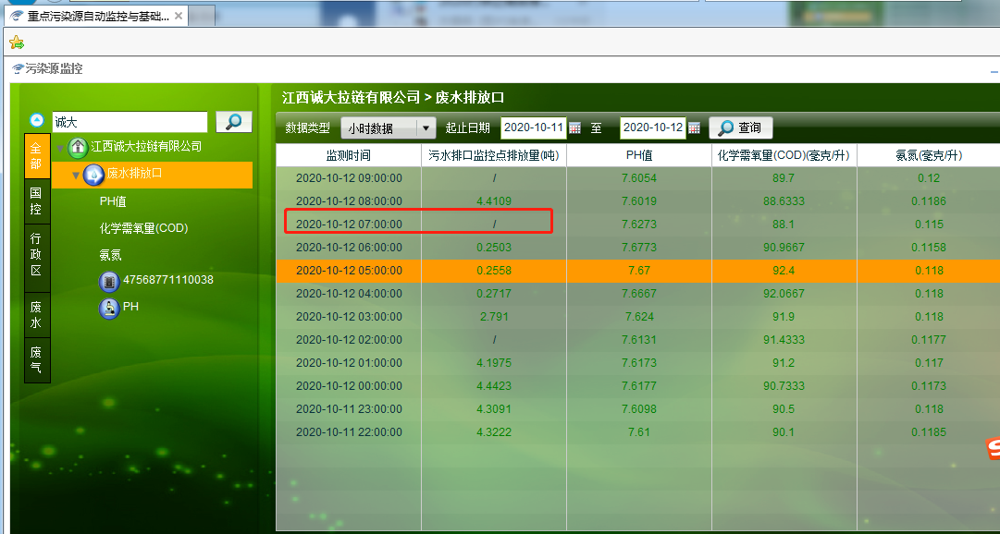 重点污染源自动监控与基础...
污染源监控
江西诚大拉链有限公司 > 废水排放口
诚大
数据类型 小时数据 起止日期 2020-10-11 至 2020-10-12 查询
全部
国控
行政区
废水
废气
江西诚大拉链有限公司
废水排放口
PH值
化学需氧量(COD)
氨氮
47568771110038
PH
监测时间 污水排口监控点排放量(吨) PH值 化学需氧量(COD)(毫克/升) 氨氮(毫克/升)
2020-10-12 09:00:00 / 7.6054 89.7 0.12
2020-10-12 08:00:00 4.4109 7.6019 88.6333 0.1186
2020-10-12 07:00:00 / 7.6273 88.1 0.115
2020-10-12 06:00:00 0.2503 7.6773 90.9667 0.1158
2020-10-12 05:00:00 0.2558 7.67 92.4 0.118
2020-10-12 04:00:00 0.2717 7.6667 92.0667 0.118
2020-10-12 03:00:00 2.791 7.624 91.9 0.118
2020-10-12 02:00:00 / 7.6131 91.4333 0.1177
2020-10-12 01:00:00 4.1975 7.6173 91.2 0.117
2020-10-12 00:00:00 4.4423 7.6177 90.7333 0.1173
2020-10-11 23:00:00 4.3091 7.6098 90.5 0.118
2020-10-11 22:00:00 4.3222 7.61 90.1 0.1185